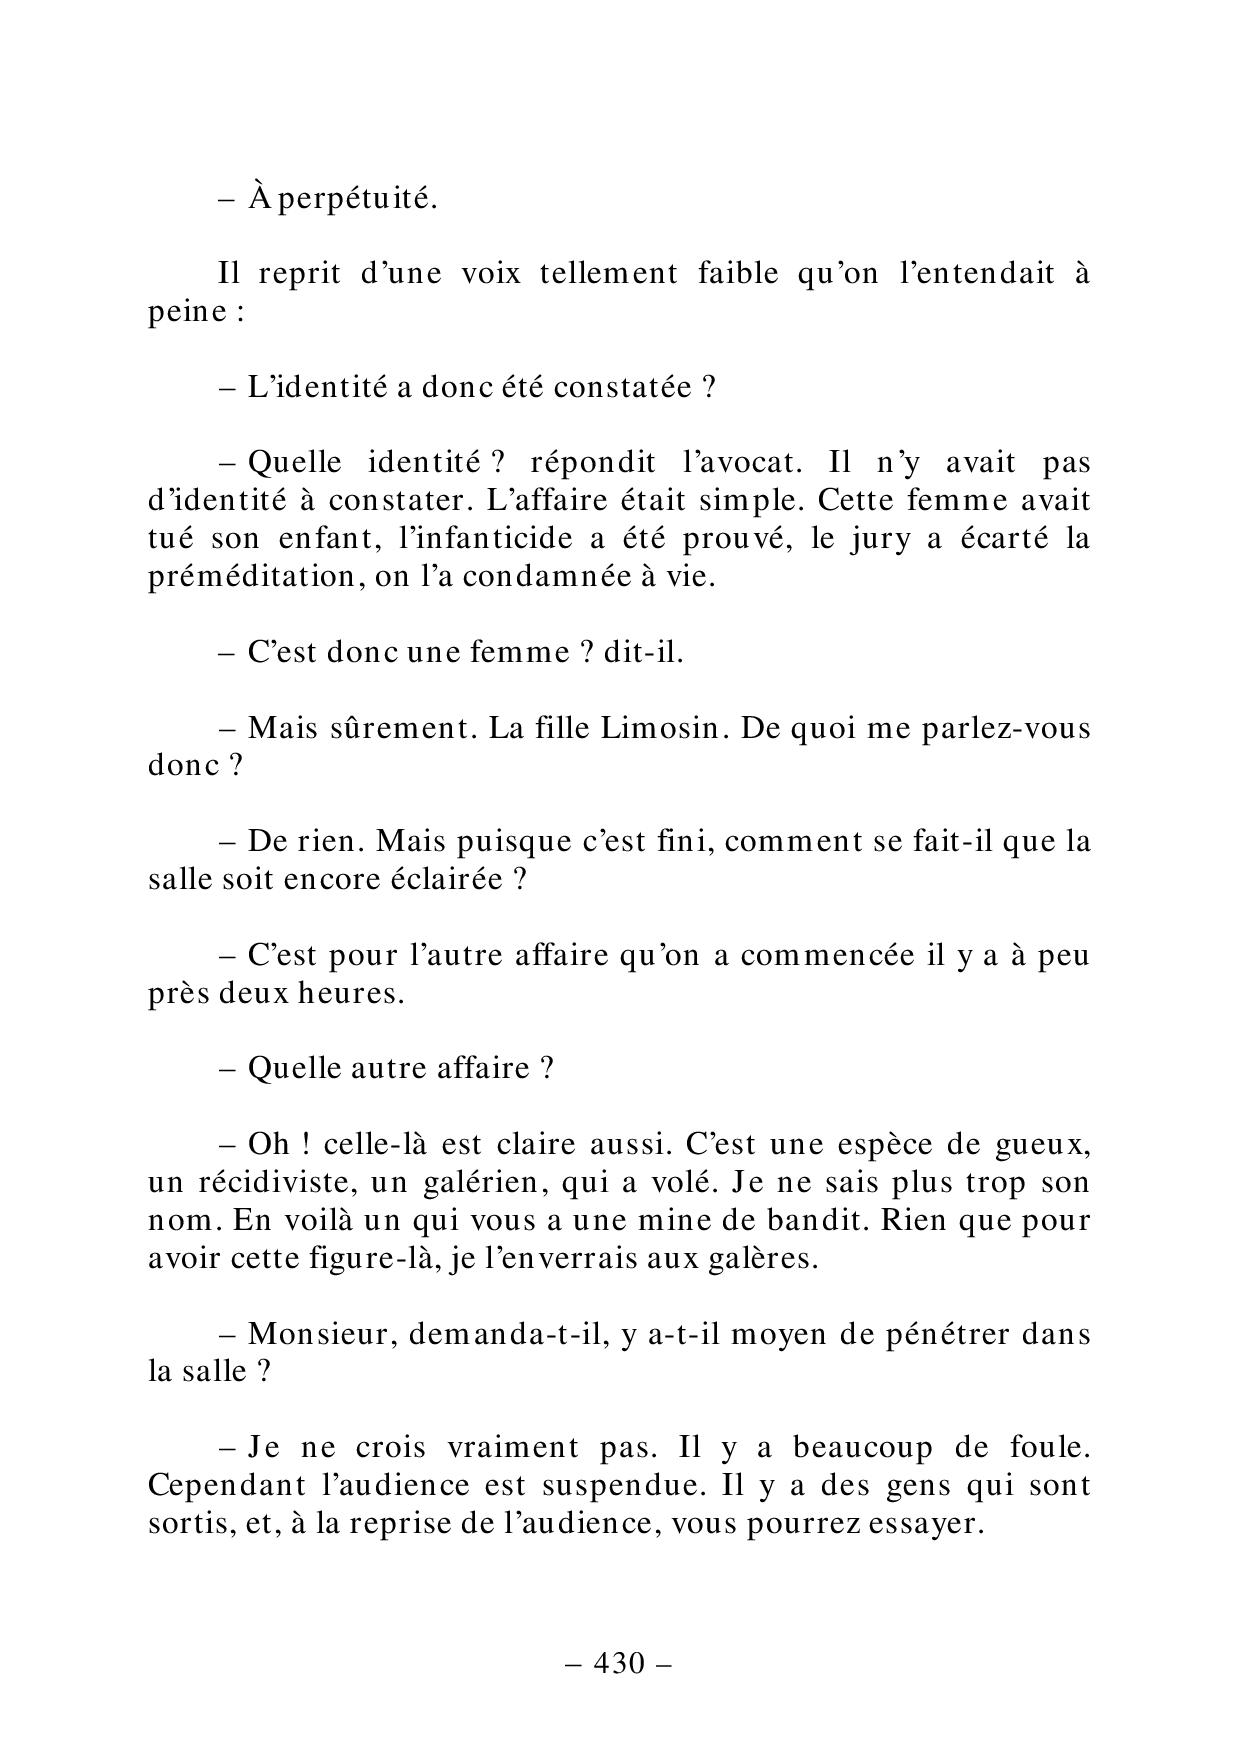 – À perpétuité.
Il reprit d’une voix tellement faible qu’on l’entendait à
peine :
– L’identité a donc été constatée ?
– Quelle identité ? répondit l’avocat. Il n’y avait pas
d’identité à constater. L’affaire était simple. Cette femme avait
tué son enfant, l’infanticide a été prouvé, le jury a écarté la
préméditation, on l’a condamnée à vie.
– C’est donc une femme ? dit-il.
– Mais sûrement. La fille Limosin. De quoi me parlez-vous
donc ?
– De rien. Mais puisque c’est fini, comment se fait-il que la
salle soit encore éclairée ?
– C’est pour l’autre affaire qu’on a commencée il y a à peu
près deux heures.
– Quelle autre affaire ?
– Oh ! celle-là est claire aussi. C’est une espèce de gueux,
un récidiviste, un galérien, qui a volé. Je ne sais plus trop son
nom. En voilà un qui vous a une mine de bandit. Rien que pour
avoir cette figure-là, je l’enverrais aux galères.
– Monsieur, demanda-t-il, y a-t-il moyen de pénétrer dans
la salle ?
– Je ne crois vraiment pas. Il y a beaucoup de foule.
Cependant l’audience est suspendue. Il y a des gens qui sont
sortis, et, à la reprise de l’audience, vous pourrez essayer.
– 430 –